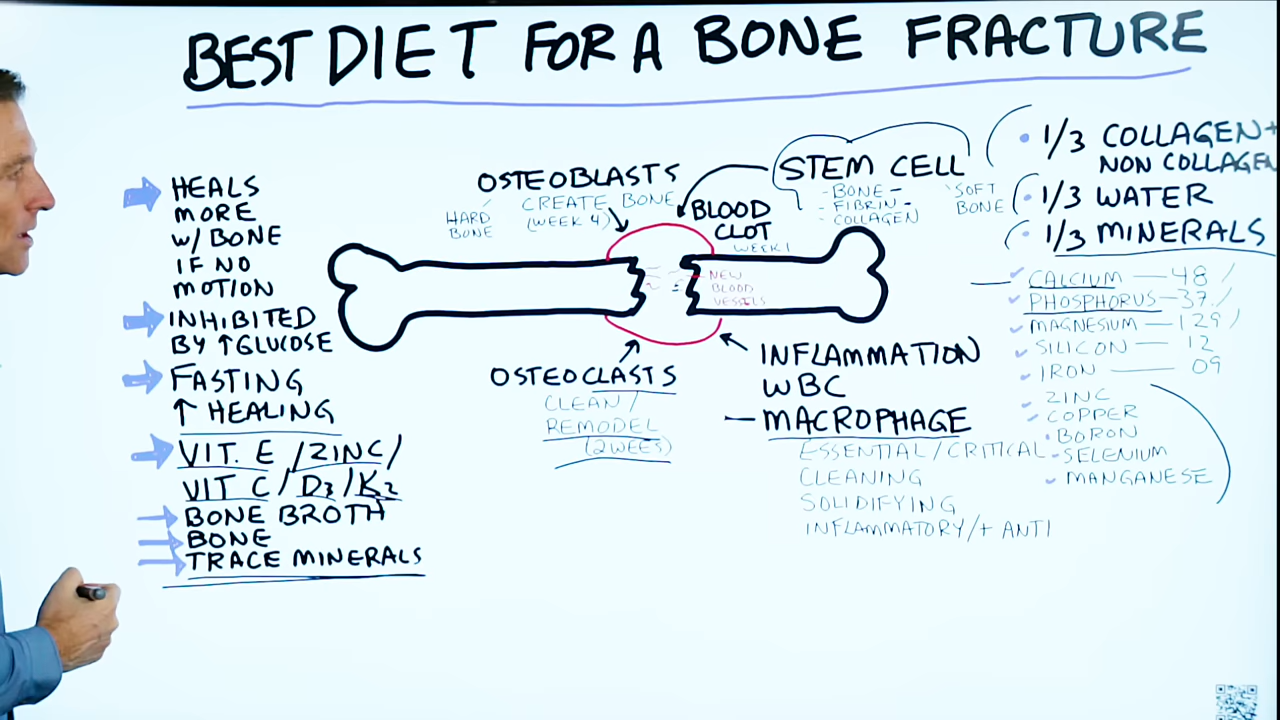 BEST DIET FOR A BONE FRACTURE
HEALS
MORE
W/ BONE
IF NO
MOTION
INHIBITED
BY ↑ GLUCOSE
FASTING
↑ HEALING
VIT. E / ZINC /
VIT C / D3 / K2
BONE BROTH
BONE
TRACE MINERALS
OSTEOBLASTS
CREATE BONE
(WEEK 4)
HARD
BONE
STEM CELL
- BONE -
- FIBRIN -
- COLLAGEN
SOFT
BONE
BLOOD
CLOT
WEEK 1
NEW
BLOOD
VESSELS
OSTEOCLASTS
CLEAN /
REMODEL
(2 WEES)
INFLAMMATION
WBC
— MACROPHAGE
ESSENTIAL / CRITICAL
CLEANING
SOLIDIFYING
INFLAMMATORY / + ANTI
• 1/3 COLLAGEN +
NON COLLAGEN
• 1/3 WATER
• 1/3 MINERALS
CALCIUM — 48 /
PHOSPHORUS — 37 /
MAGNESIUM — 129 /
SILICON — 12
IRON — 09
ZINC
COPPER
BORON
SELENIUM
MANGANESE